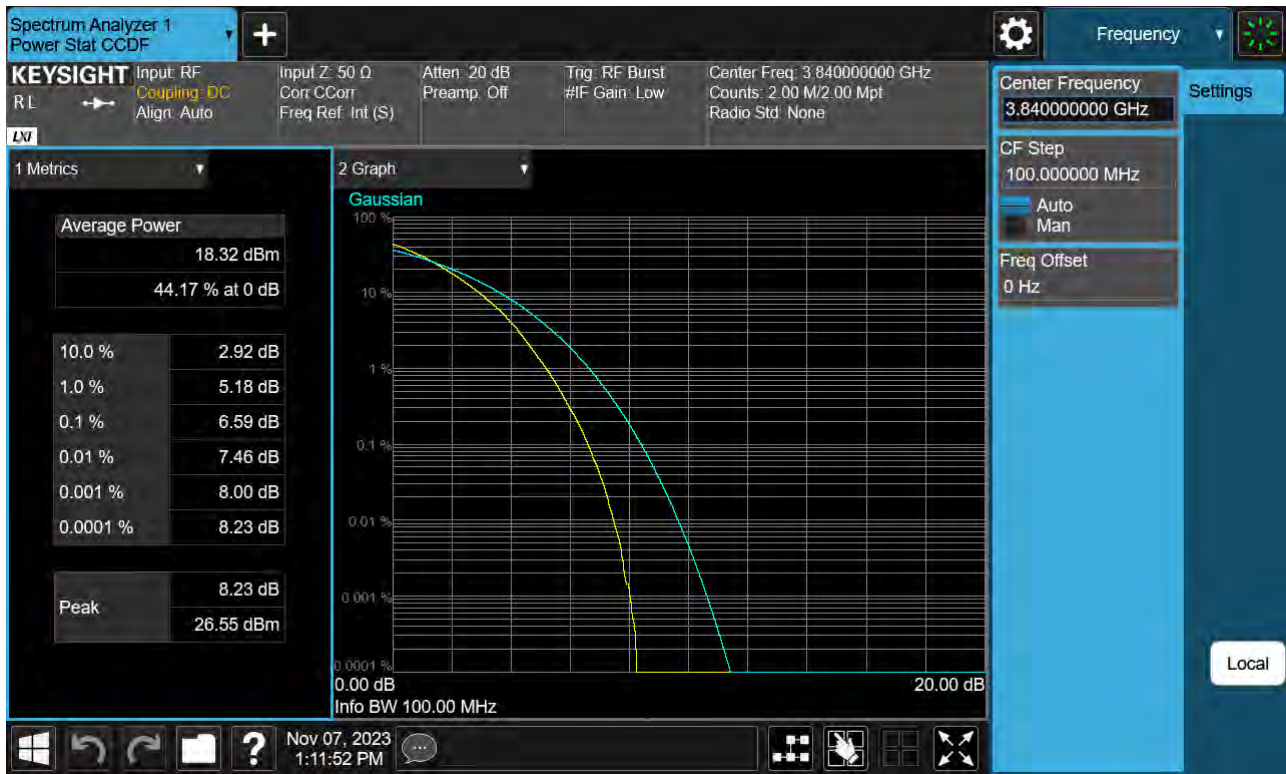 Spectrum Analyzer 1
Power Stat CCDF
Frequency
KEYSIGHT
RL
LXI
Input: RF
Coupling: DC
Align: Auto
Input Z: 50 Ω
Corr CCorr
Freq Ref: Int (S)
Atten: 20 dB
Preamp: Off
Trig: RF Burst
#IF Gain: Low
Center Freq: 3.840000000 GHz
Counts: 2.00 M/2.00 Mpt
Radio Std: None
Center Frequency
3.840000000 GHz
Settings
CF Step
100.000000 MHz
Auto
Man
Freq Offset
0 Hz
Local
1 Metrics
Average Power
18.32 dBm
44.17 % at 0 dB
10.0 % 2.92 dB
1.0 % 5.18 dB
0.1 % 6.59 dB
0.01 % 7.46 dB
0.001 % 8.00 dB
0.0001 % 8.23 dB
Peak
8.23 dB
26.55 dBm
2 Graph
Gaussian
100 %
10 %
1 %
0.1 %
0.01 %
0.001 %
0.0001 %
0.00 dB 20.00 dB
Info BW 100.00 MHz
?
Nov 07, 2023
1:11:52 PM